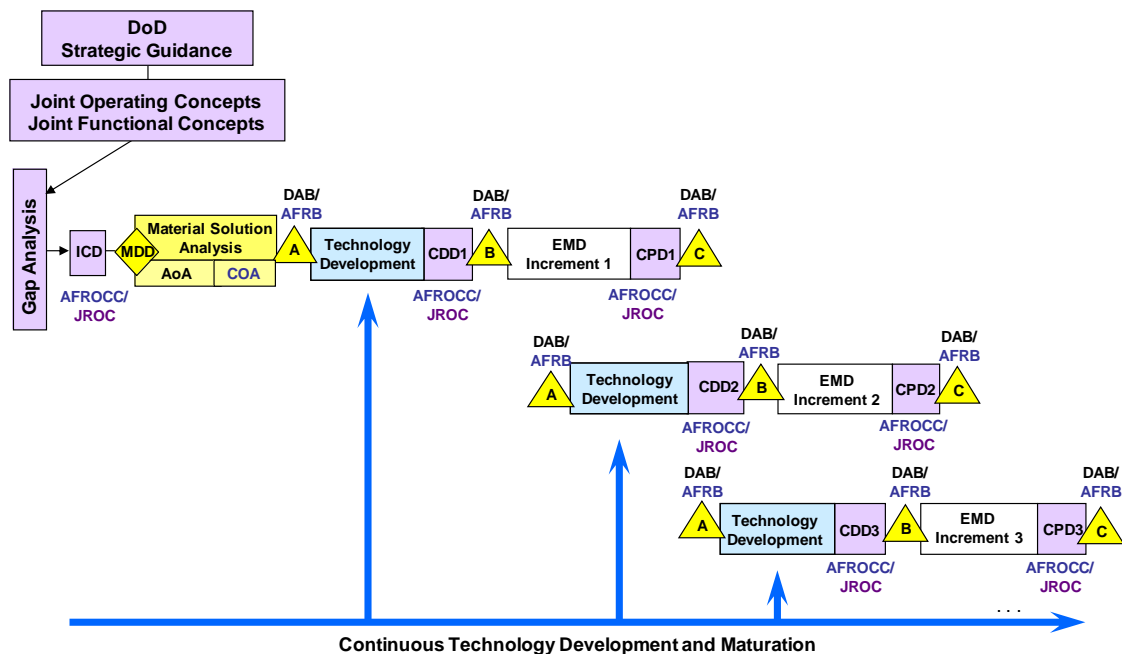 DoD
Strategic Guidance
Joint Operating Concepts
Joint Functional Concepts
Gap Analysis
ICD
AFROCC/
JROC
MDD
Material Solution
Analysis
AoA
COA
DAB/
AFRB
A
Technology
Development
CDD1
AFROCC/
JROC
DAB/
AFRB
B
EMD
Increment 1
CPD1
AFROCC/
JROC
DAB/
AFRB
C
DAB/
AFRB
A
Technology
Development
CDD2
AFROCC/
JROC
DAB/
AFRB
B
EMD
Increment 2
CPD2
AFROCC/
JROC
DAB/
AFRB
C
DAB/
AFRB
A
Technology
Development
CDD3
AFROCC/
JROC
DAB/
AFRB
B
EMD
Increment 3
CPD3
AFROCC/
JROC
DAB/
AFRB
C
. . .
Continuous Technology Development and Maturation